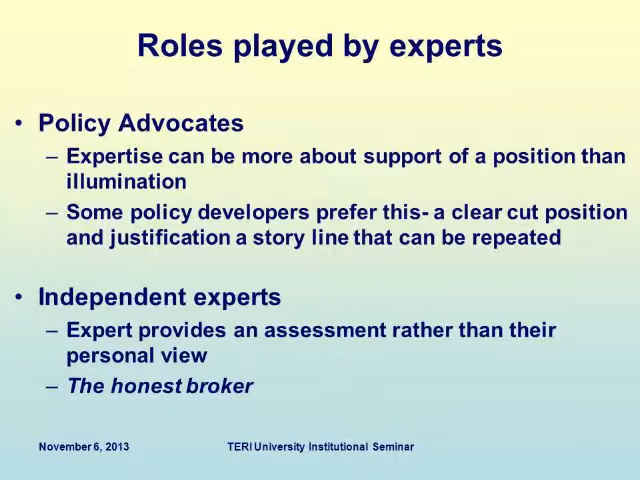 Roles played by experts
• Policy Advocates
– Expertise can be more about support of a position than
illumination
– Some policy developers prefer this- a clear cut position
and justification a story line that can be repeated
• Independent experts
– Expert provides an assessment rather than their
personal view
– The honest broker
November 6, 2013 TERI University Institutional Seminar